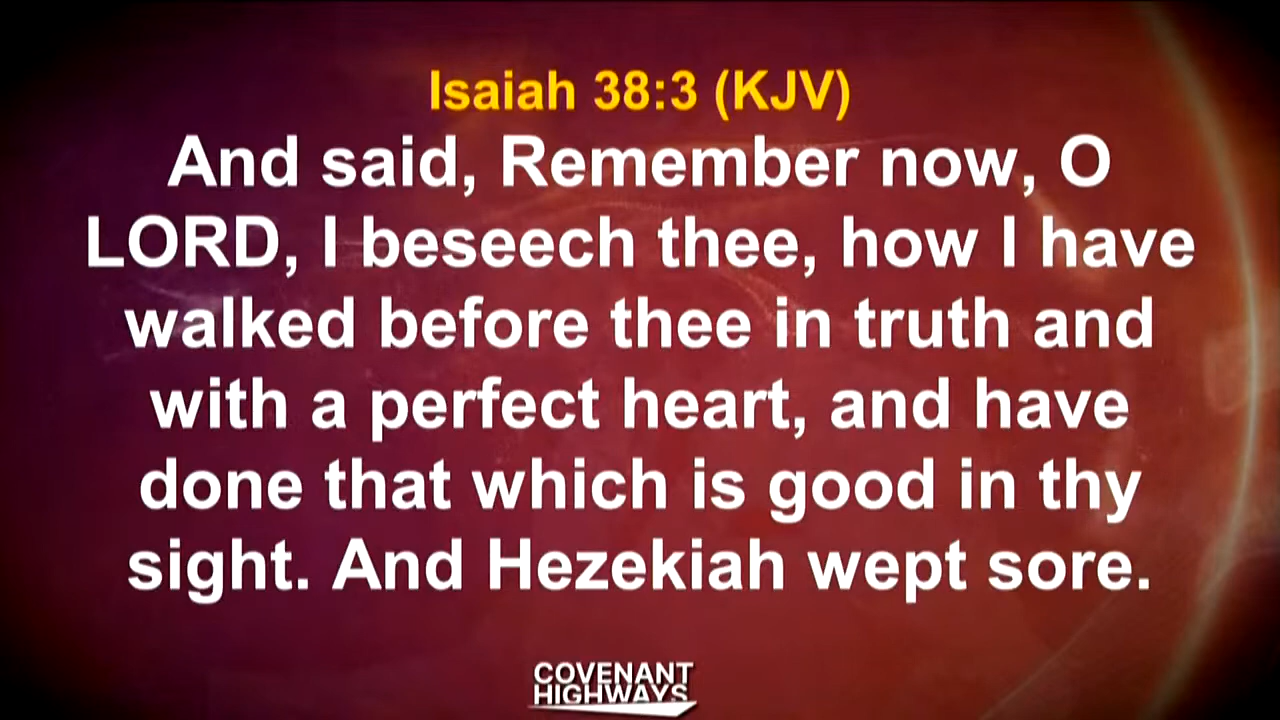 Isaiah 38:3 (KJV)
And said, Remember now, O
LORD, I beseech thee, how I have
walked before thee in truth and
with a perfect heart, and have
done that which is good in thy
sight. And Hezekiah wept sore.
COVENANT
HIGHWAYS